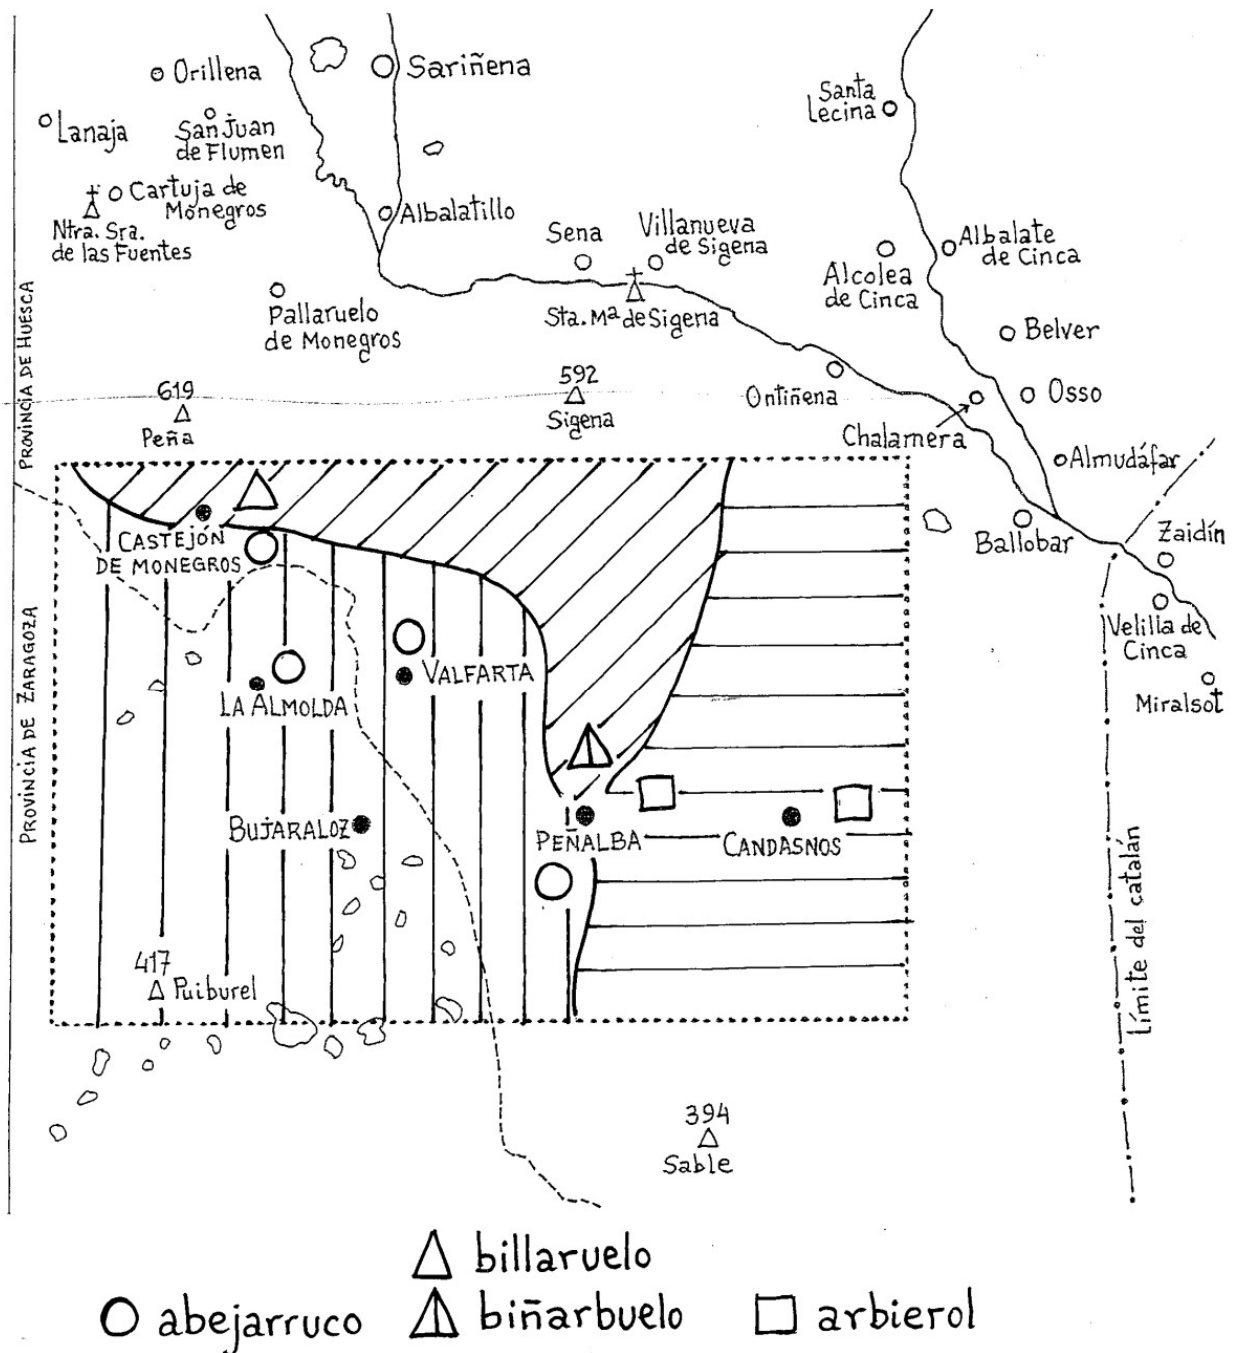 Orillena
Sariñena
Lanaja
San Juan
de Flumen
Santa
Lecina
Cartuja de
Monegros
Ntra. Sra.
de las Fuentes
Albalatillo
Sena
Villanueva
de Sigena
Albalate
de Cinca
Alcolea
de Cinca
Pallaruelo
de Monegros
Sta. Mª de Sigena
Belver
PROVINCIA DE HUESCA
619
Peña
592
Sigena
Ontiñena
Osso
Chalamera
Almudáfar
CASTEJÓN
DE MONEGROS
Ballobar
Zaidín
Velilla de
Cinca
Miralsot
VALFARTA
LA ALMOLDA
PROVINCIA DE ZARAGOZA
BUJARALOZ
PEÑALBA
CANDASNOS
Límite del catalán
417
Puiburel
394
Sable
billaruelo
abejarruco
biñarbuelo
arbierol